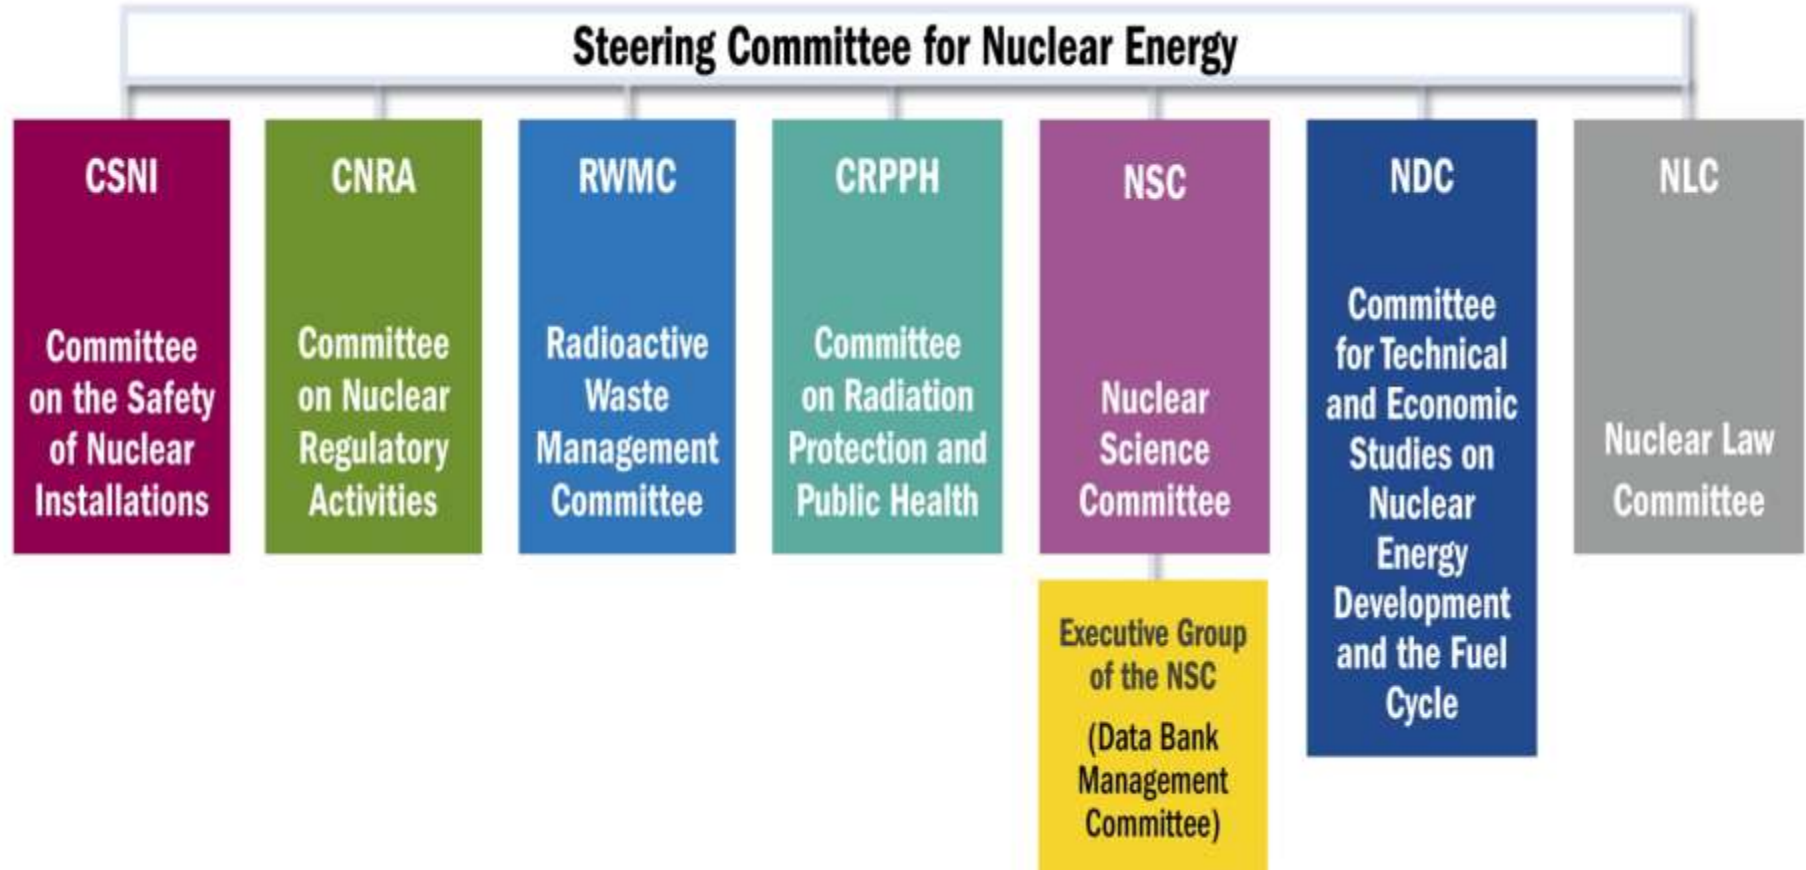 Steering Committee for Nuclear Energy
CSNI
Committee
on the Safety
of Nuclear
Installations
CNRA
Committee
on Nuclear
Regulatory
Activities
RWMC
Radioactive
Waste
Management
Committee
CRPPH
Committee
on Radiation
Protection and
Public Health
NSC
Nuclear
Science
Committee
Executive Group
of the NSC
(Data Bank
Management
Committee)
NDC
Committee
for Technical
and Economic
Studies on
Nuclear
Energy
Development
and the Fuel
Cycle
NLC
Nuclear Law
Committee